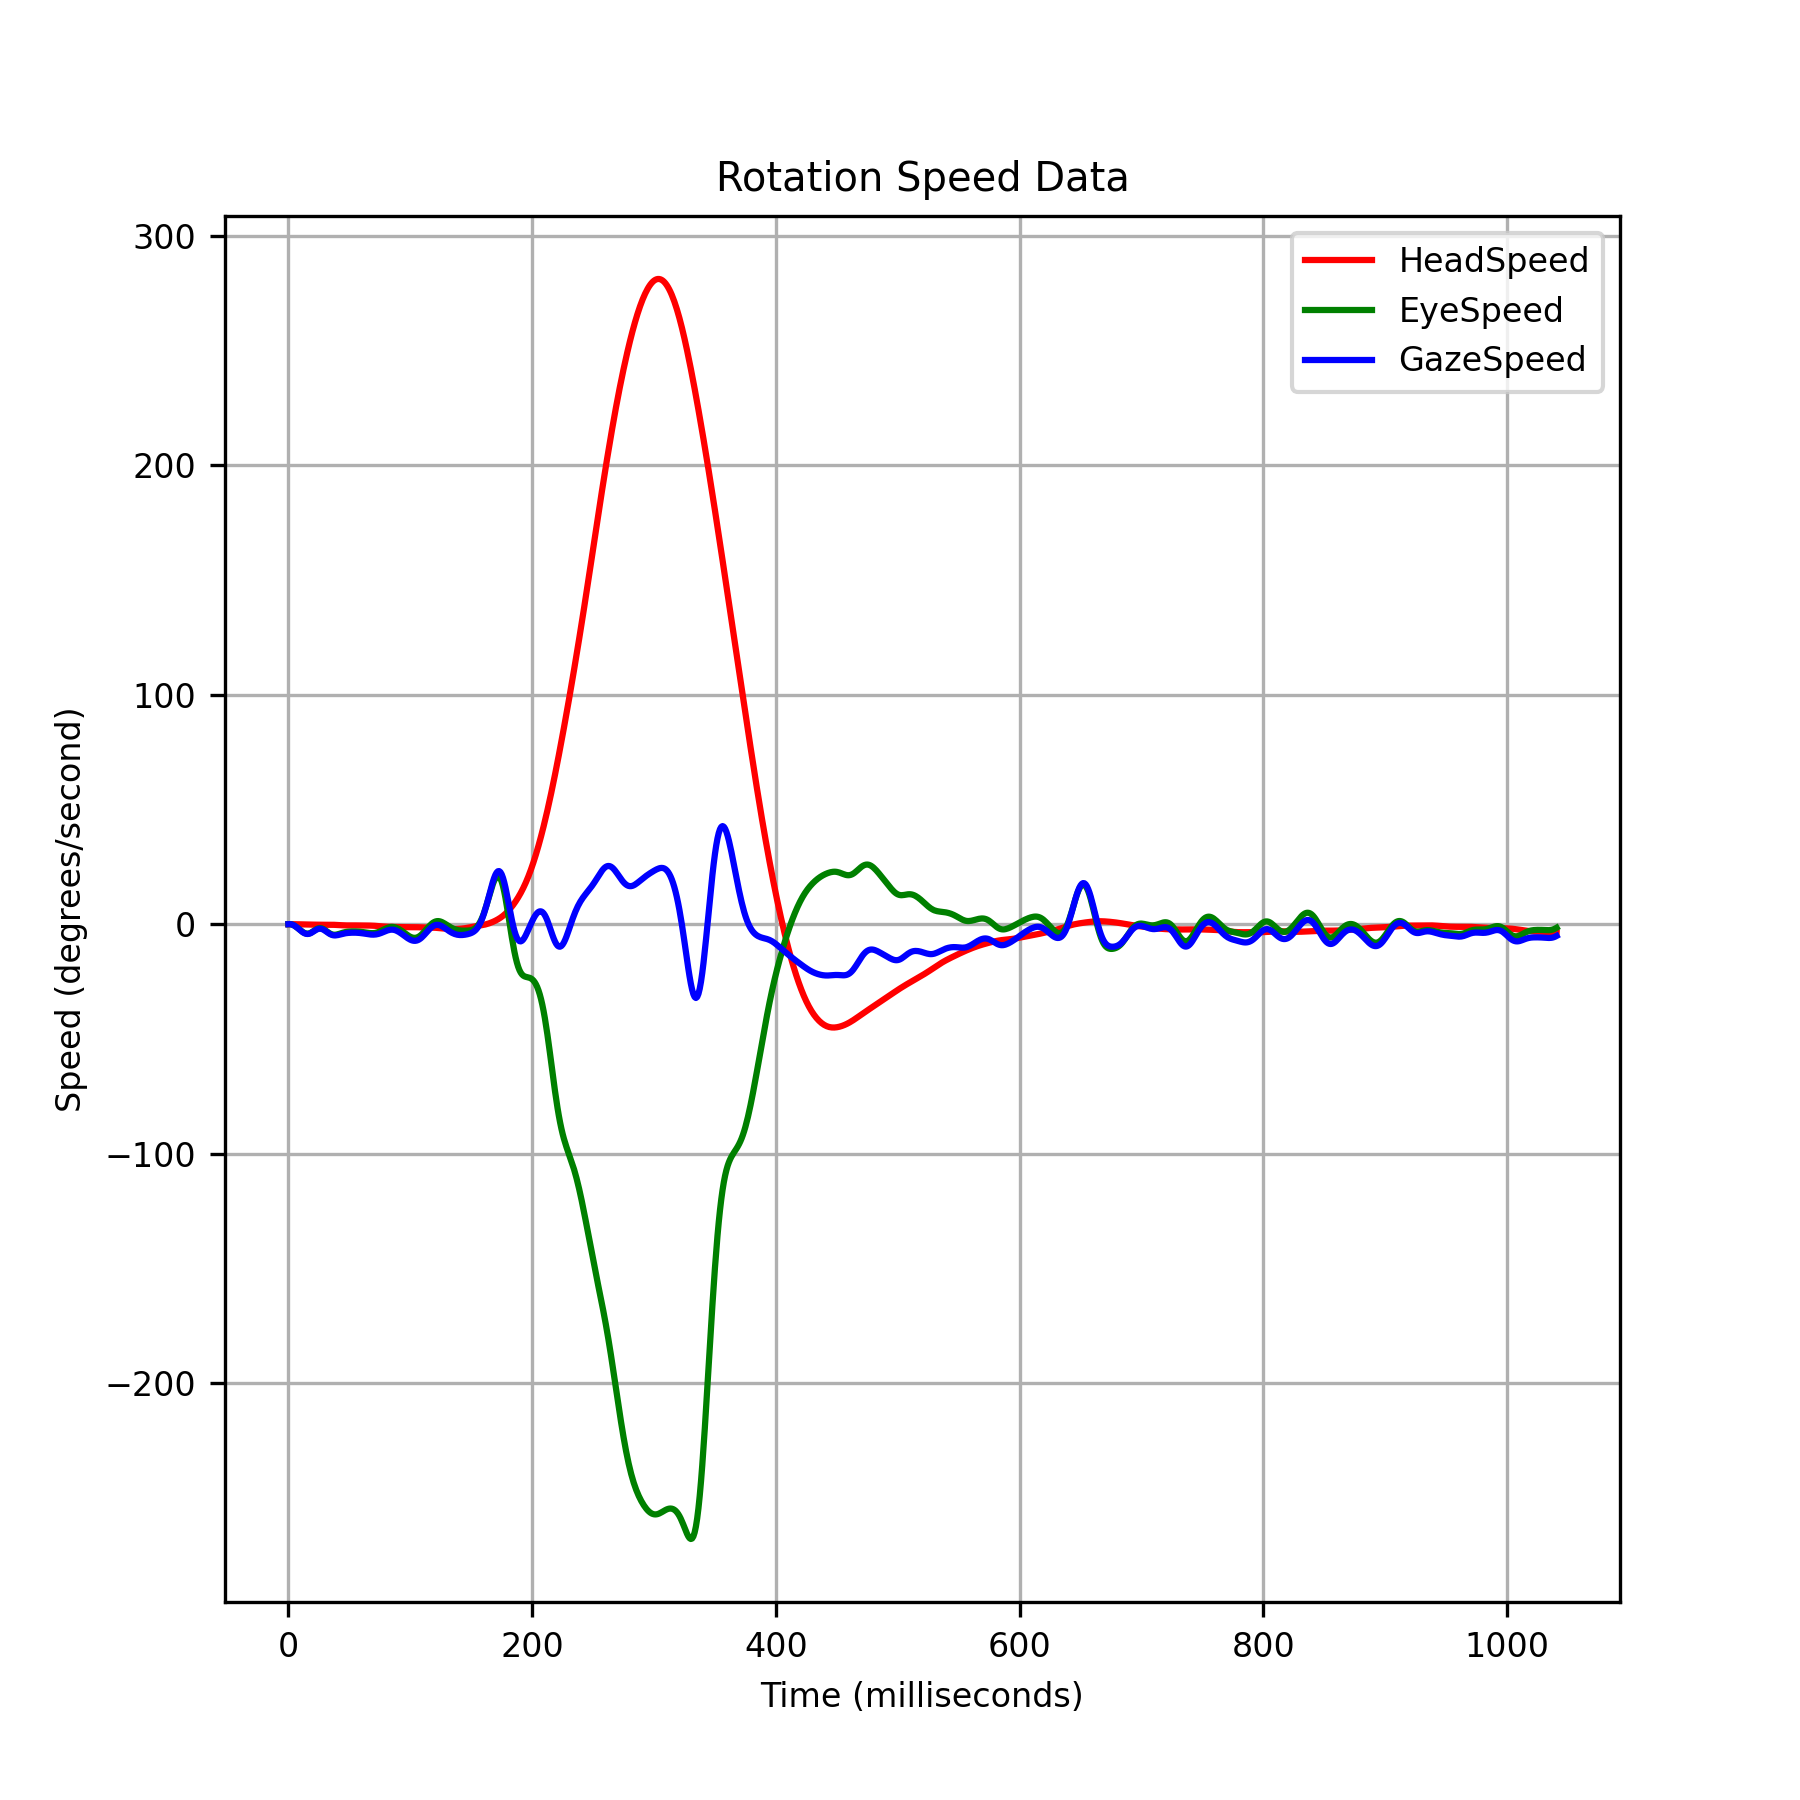 Rotation Speed Data
300
200
100
0
−100
−200
Speed (degrees/second)
HeadSpeed
EyeSpeed
GazeSpeed
0 200 400 600 800 1000
Time (milliseconds)